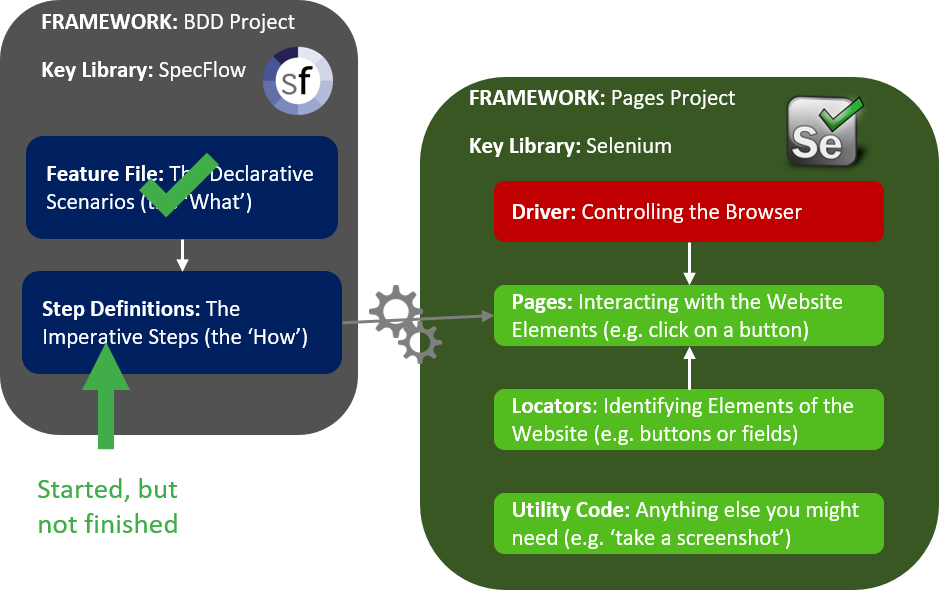 FRAMEWORK: BDD Project
Key Library: SpecFlow
sf
Feature File: The Declarative
Scenarios (the ‘What’)
Step Definitions: The
Imperative Steps (the ‘How’)
Started, but
not finished
FRAMEWORK: Pages Project
Key Library: Selenium
Se
Driver: Controlling the Browser
Pages: Interacting with the Website
Elements (e.g. click on a button)
Locators: Identifying Elements of the
Website (e.g. buttons or fields)
Utility Code: Anything else you might
need (e.g. ‘take a screenshot’)